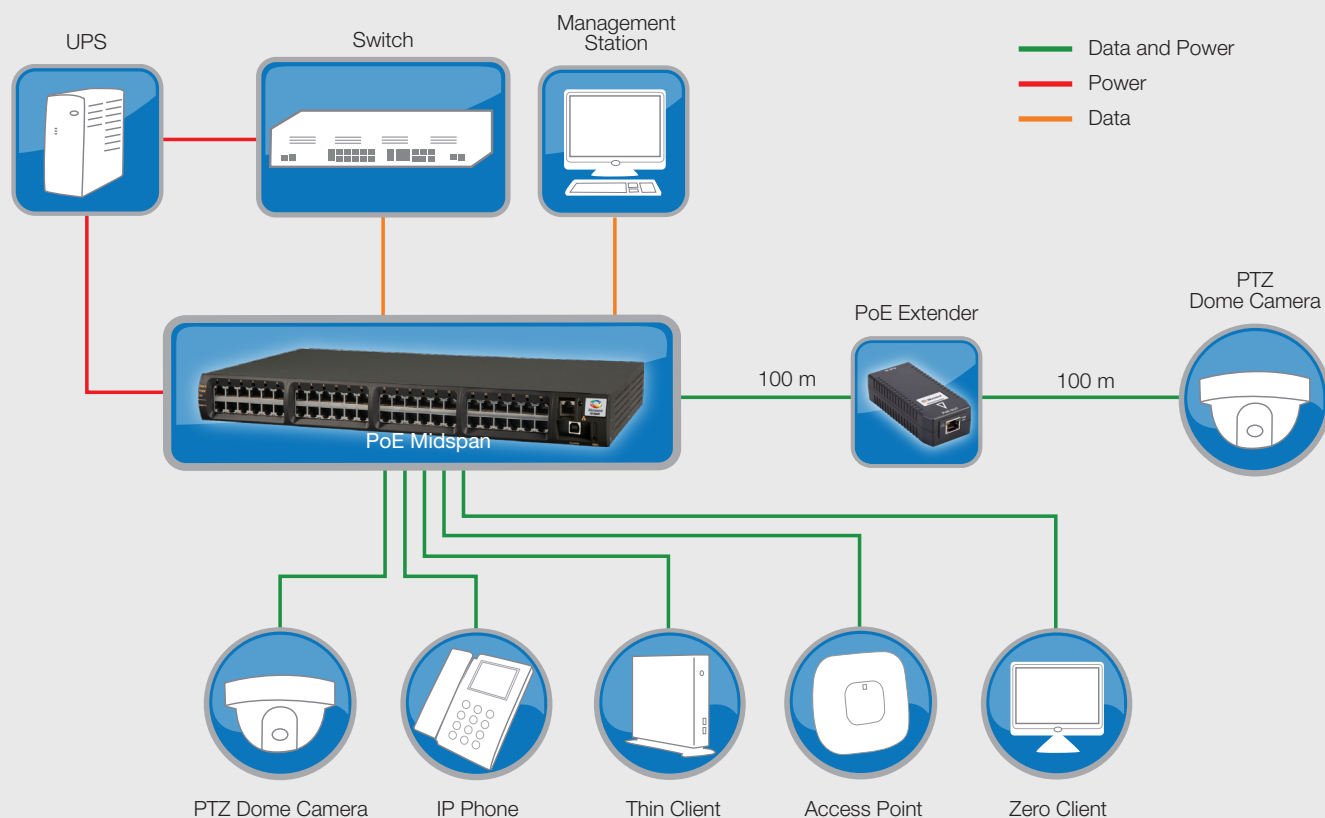 UPS
Switch
Management
Station
Data and Power
Power
Data
PTZ
Dome Camera
PoE Extender
100 m
100 m
PoE Midspan
PTZ Dome Camera
IP Phone
Thin Client
Access Point
Zero Client